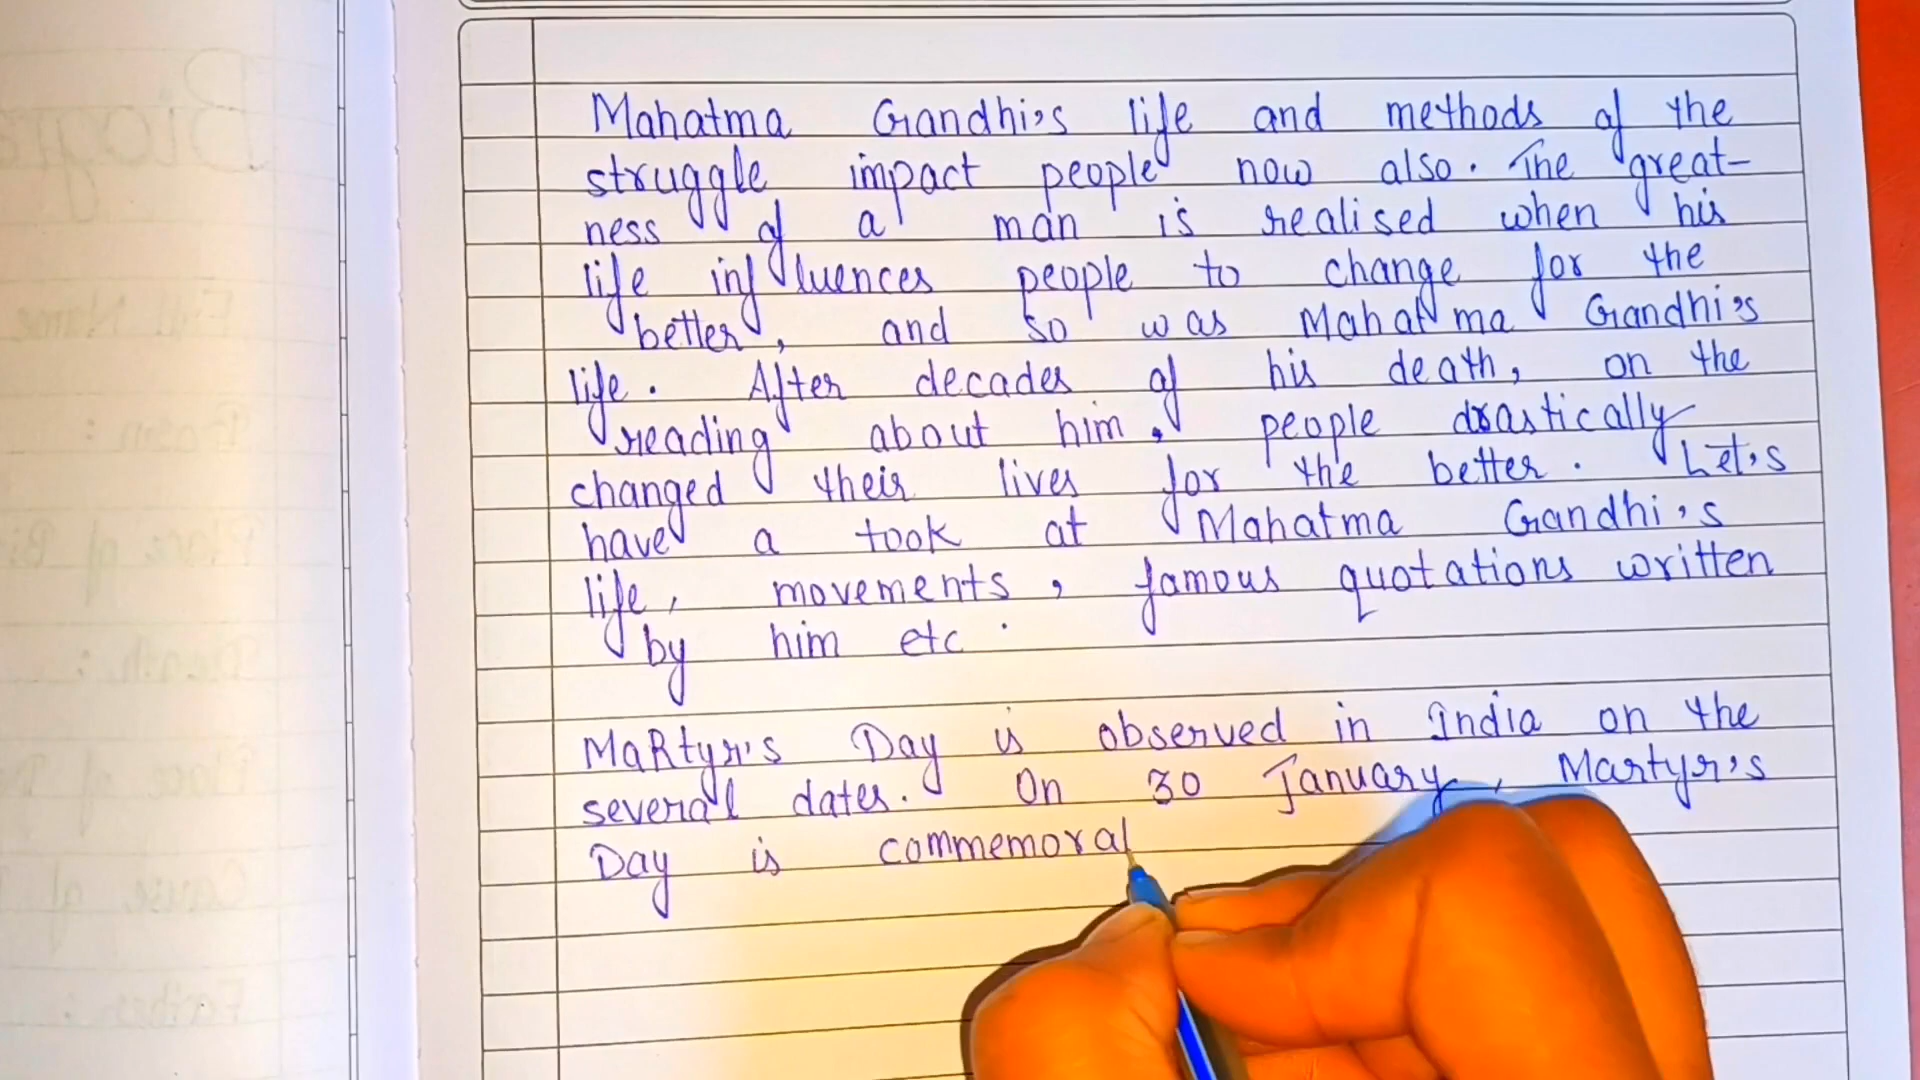 Mahatma Gandhi's life and methods of the
struggle impact people now also. The great-
ness of a man is realised when his
life influences people to change for the
better, and so was Mahatma Gandhi's
life. After decades of his death, on the
reading about him, people drastically
changed their lives for the better. Let's
have a took at Mahatma Gandhi's
life, movements, famous quotations written
by him etc.
MaRtyr's Day is observed in India on the
several dates. On 30 January, Martyr's
Day is commemorat